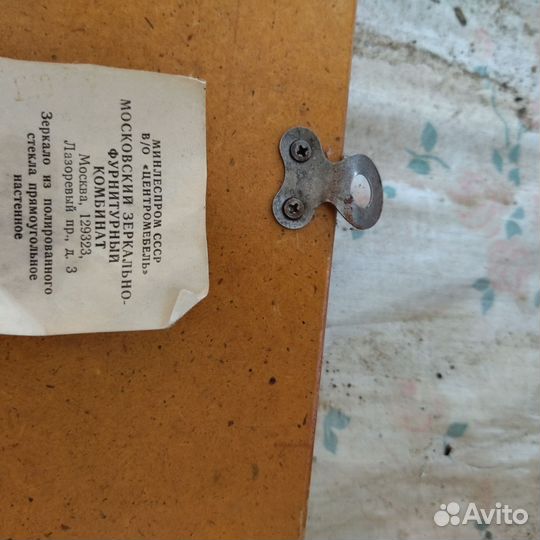 МИНЛЕСПРОМ СССР
В/О «ЦЕНТРОМЕБЕЛЬ»
МОСКОВСКИЙ ЗЕРКАЛЬНО-
ФУРНИТУРНЫЙ
КОМБИНАТ
Москва, 129323,
Лазоревый пр., д. 3
Зеркало из полированного
стекла прямоугольное
настенное
Avito